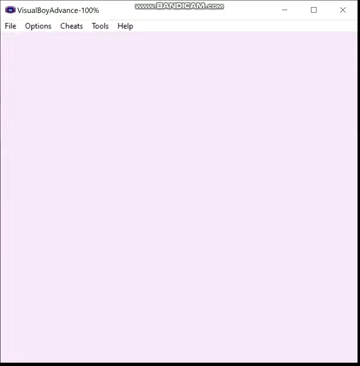 VisualBoyAdvance-100%
www.BANDICAM.com
File Options Cheats Tools Help